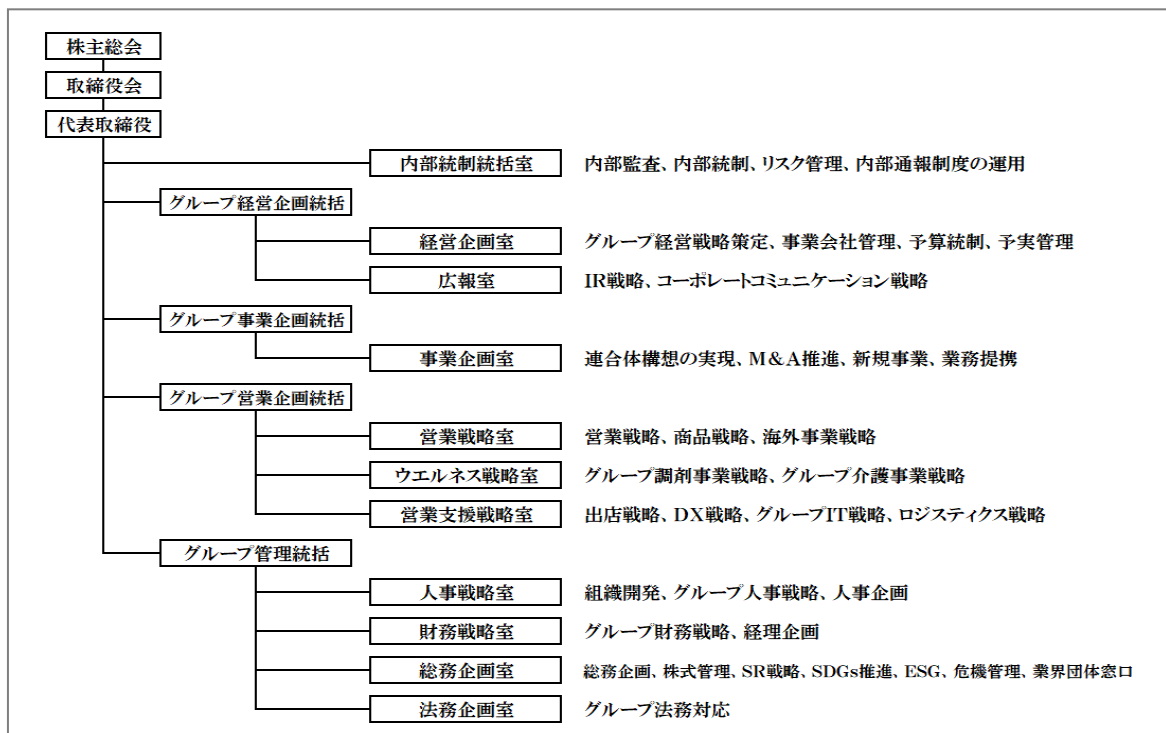 株主総会
取締役会
代表取締役
内部統制統括室 内部監査、内部統制、リスク管理、内部通報制度の運用
グループ経営企画統括
経営企画室 グループ経営戦略策定、事業会社管理、予算統制、予実管理
広報室 IR戦略、コーポレートコミュニケーション戦略
グループ事業企画統括
事業企画室 連合体構想の実現、M&A推進、新規事業、業務提携
グループ営業企画統括
営業戦略室 営業戦略、商品戦略、海外事業戦略
ウエルネス戦略室 グループ調剤事業戦略、グループ介護事業戦略
営業支援戦略室 出店戦略、DX戦略、グループIT戦略、ロジスティクス戦略
グループ管理統括
人事戦略室 組織開発、グループ人事戦略、人事企画
財務戦略室 グループ財務戦略、経理企画
総務企画室 総務企画、株式管理、SR戦略、SDGs推進、ESG、危機管理、業界団体窓口
法務企画室 グループ法務対応